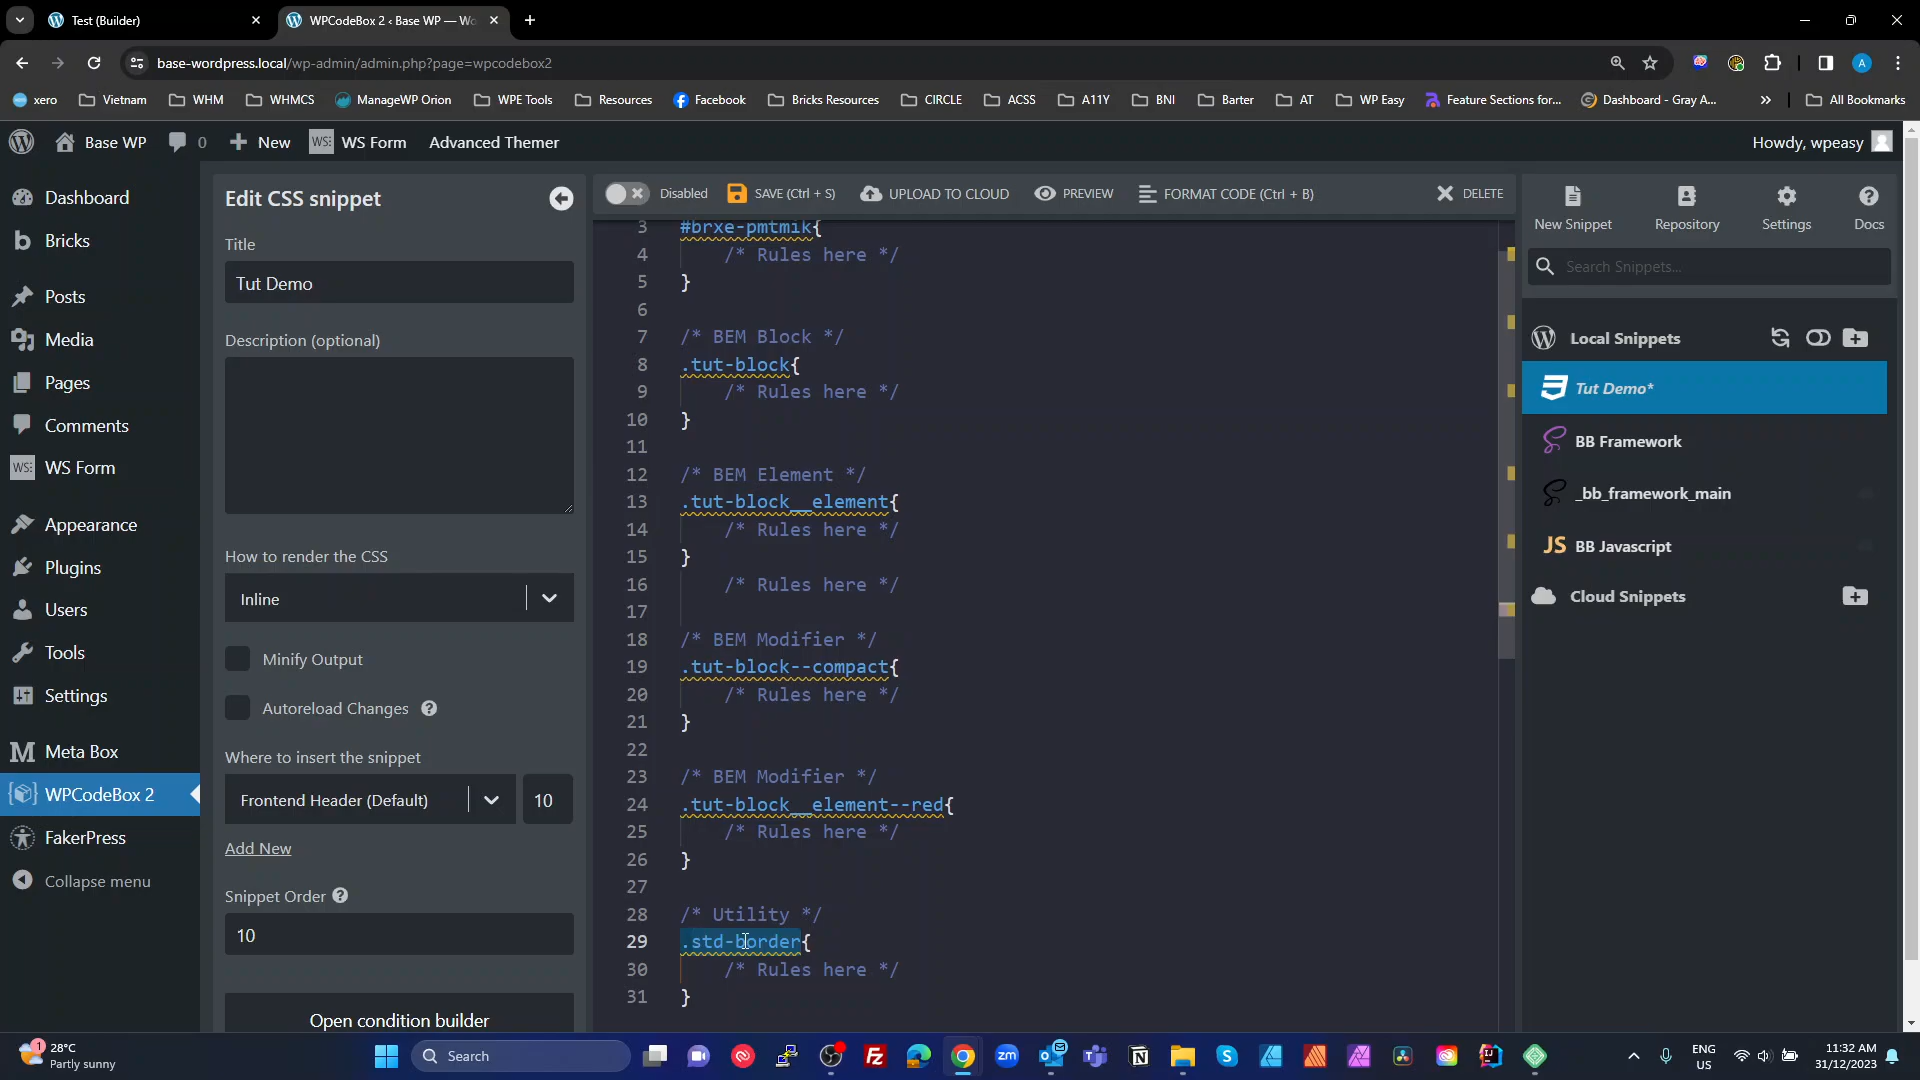 Test (Builder)
WPCodeBox 2 ‹ Base WP — Wo
base-wordpress.local/wp-admin/admin.php?page=wpcodebox2
A
xero
Vietnam
WHM
WHMCS
ManageWP Orion
WPE Tools
Resources
Facebook
Bricks Resources
CIRCLE
ACSS
A11Y
BNI
Barter
AT
WP Easy
Feature Sections for...
Dashboard - Gray A...
All Bookmarks
Base WP
0
New
WS Form
Advanced Themer
Howdy, wpeasy
Dashboard
Bricks
Posts
Media
Pages
Comments
WS Form
Appearance
Plugins
Users
Tools
Settings
Meta Box
WPCodeBox 2
FakerPress
Collapse menu
Edit CSS snippet
Title
Tut Demo
Description (optional)
How to render the CSS
Inline
Minify Output
Autoreload Changes
Where to insert the snippet
Frontend Header (Default)
10
Add New
Snippet Order
10
Open condition builder
Disabled
SAVE (Ctrl + S)
UPLOAD TO CLOUD
PREVIEW
FORMAT CODE (Ctrl + B)
DELETE
3 #brxe-pmtmik{
4 /* Rules here */
5 }
6
7 /* BEM Block */
8 .tut-block{
9 /* Rules here */
10 }
11
12 /* BEM Element */
13 .tut-block__element{
14 /* Rules here */
15 }
16 /* Rules here */
17
18 /* BEM Modifier */
19 .tut-block--compact{
20 /* Rules here */
21 }
22
23 /* BEM Modifier */
24 .tut-block__element--red{
25 /* Rules here */
26 }
27
28 /* Utility */
29 .std-border{
30 /* Rules here */
31 }
New Snippet
Repository
Settings
Docs
Search Snippets...
Local Snippets
Tut Demo*
BB Framework
_bb_framework_main
JS BB Javascript
Cloud Snippets
1
28°C
Partly sunny
Search
ENG
US
11:32 AM
31/12/2023